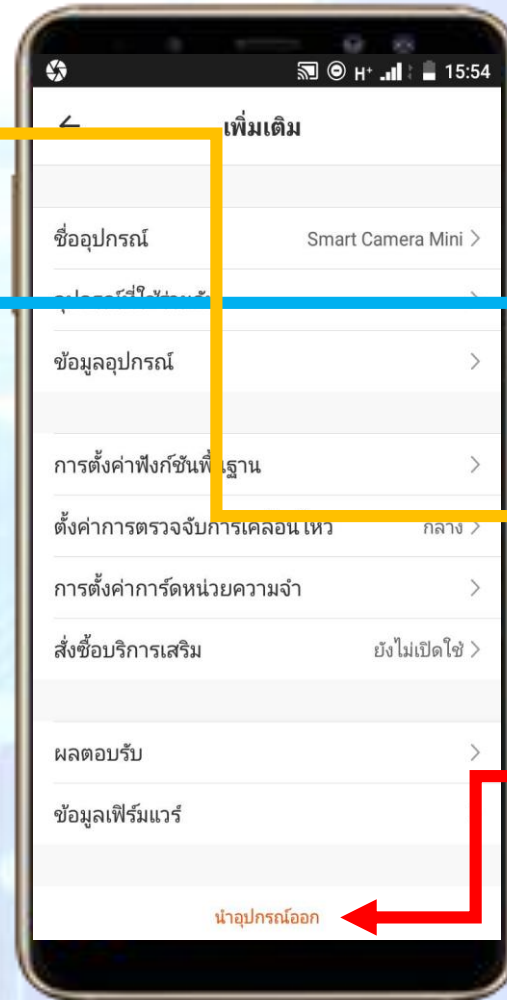 H+ 15:54
เพิ่มเติม
ชื่ออุปกรณ์ Smart Camera Mini
ข้อมูลอุปกรณ์
การตั้งค่าฟังก์ชันพื้นฐาน
ตั้งค่าการตรวจจับการเคลื่อนไหว กลาง
การตั้งค่าการ์ดหน่วยความจำ
สั่งซื้อบริการเสริม ยังไม่เปิดใช้
ผลตอบรับ
ข้อมูลเฟิร์มแวร์
นำอุปกรณ์ออก